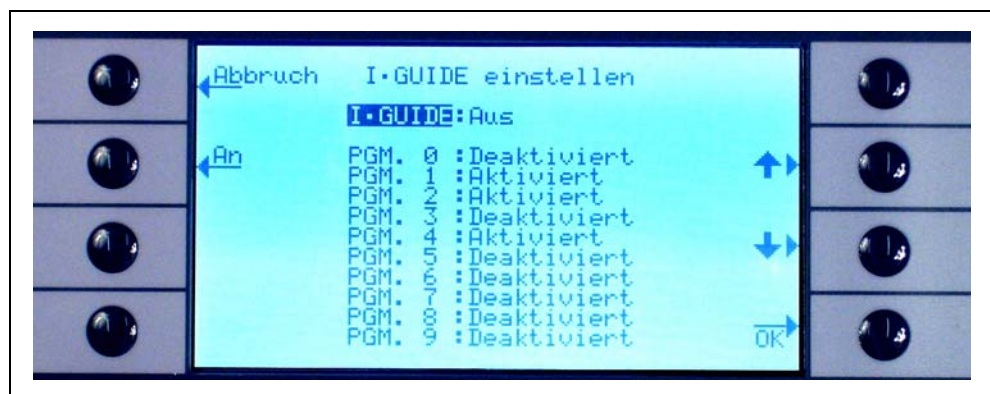 Abbruch I·GUIDE einstellen
I·GUIDE:Aus
An PGM. 0 :Deaktiviert
PGM. 1 :Aktiviert
PGM. 2 :Aktiviert
PGM. 3 :Deaktiviert
PGM. 4 :Aktiviert
PGM. 5 :Deaktiviert
PGM. 6 :Deaktiviert
PGM. 7 :Deaktiviert
PGM. 8 :Deaktiviert
PGM. 9 :Deaktiviert OK